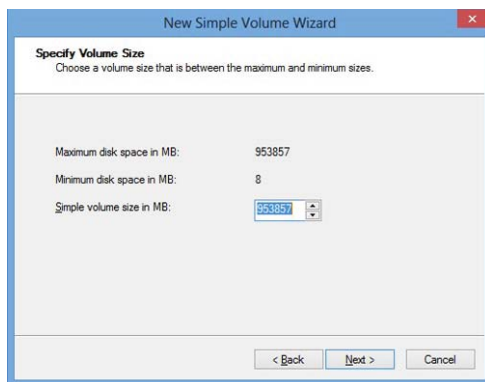 New Simple Volume Wizard
Specify Volume Size
Choose a volume size that is between the maximum and minimum sizes.
Maximum disk space in MB: 953857
Minimum disk space in MB: 8
Simple volume size in MB: 953857
< Back Next > Cancel